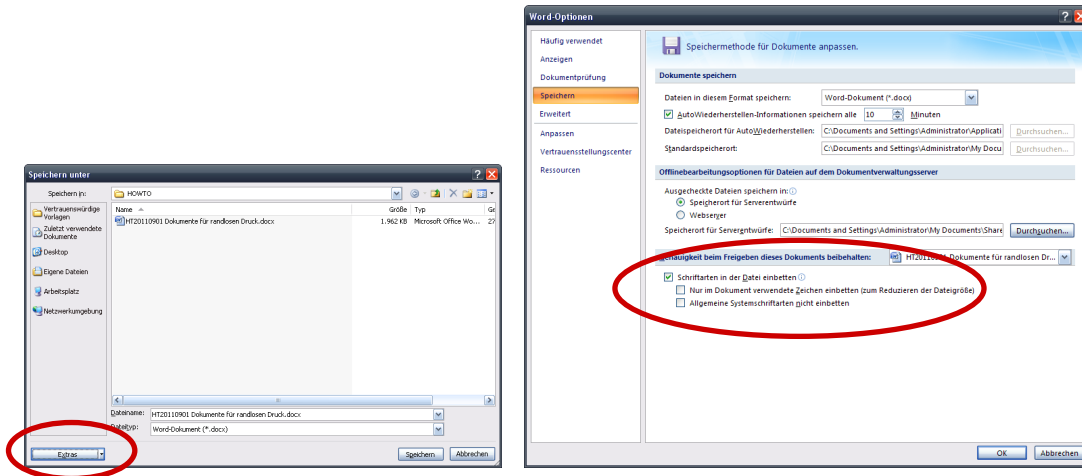 Speichern unter
Speichern in:
HOWTO
Vertrauenswürdige Vorlagen
Zuletzt verwendete Dokumente
Desktop
Eigene Dateien
Arbeitsplatz
Netzwerkumgebung
Name Größe Typ Ge
HT20110901 Dokumente für randlosen Druck.docx 1.962 KB Microsoft Office Wo... 27
Dateiname: HT20110901 Dokumente für randlosen Druck.docx
Dateityp: Word-Dokument (*.docx)
Extras
Speichern Abbrechen
Word-Optionen
Häufig verwendet
Anzeigen
Dokumentprüfung
Speichern
Erweitert
Anpassen
Vertrauensstellungscenter
Ressourcen
Speichermethode für Dokumente anpassen.
Dokumente speichern
Dateien in diesem Format speichern: Word-Dokument (*.docx)
AutoWiederherstellen-Informationen speichern alle 10 Minuten
Dateispeicherort für AutoWiederherstellen: C:\Documents and Settings\Administrator\Applicati Durchsuchen...
Standardspeicherort: C:\Documents and Settings\Administrator\My Docu Durchsuchen...
Offlinebearbeitungsoptionen für Dateien auf dem Dokumentverwaltungsserver
Ausgecheckte Dateien speichern in:
Speicherort für Serverentwürfe
Webserver
Speicherort für Serverentwürfe: C:\Documents and Settings\Administrator\My Documents\Share Durchsuchen...
Genauigkeit beim Freigeben dieses Dokuments beibehalten: HT20110901 Dokumente für randlosen Dr...
Schriftarten in der Datei einbetten
Nur im Dokument verwendete Zeichen einbetten (zum Reduzieren der Dateigröße)
Allgemeine Systemschriftarten nicht einbetten
OK Abbrechen